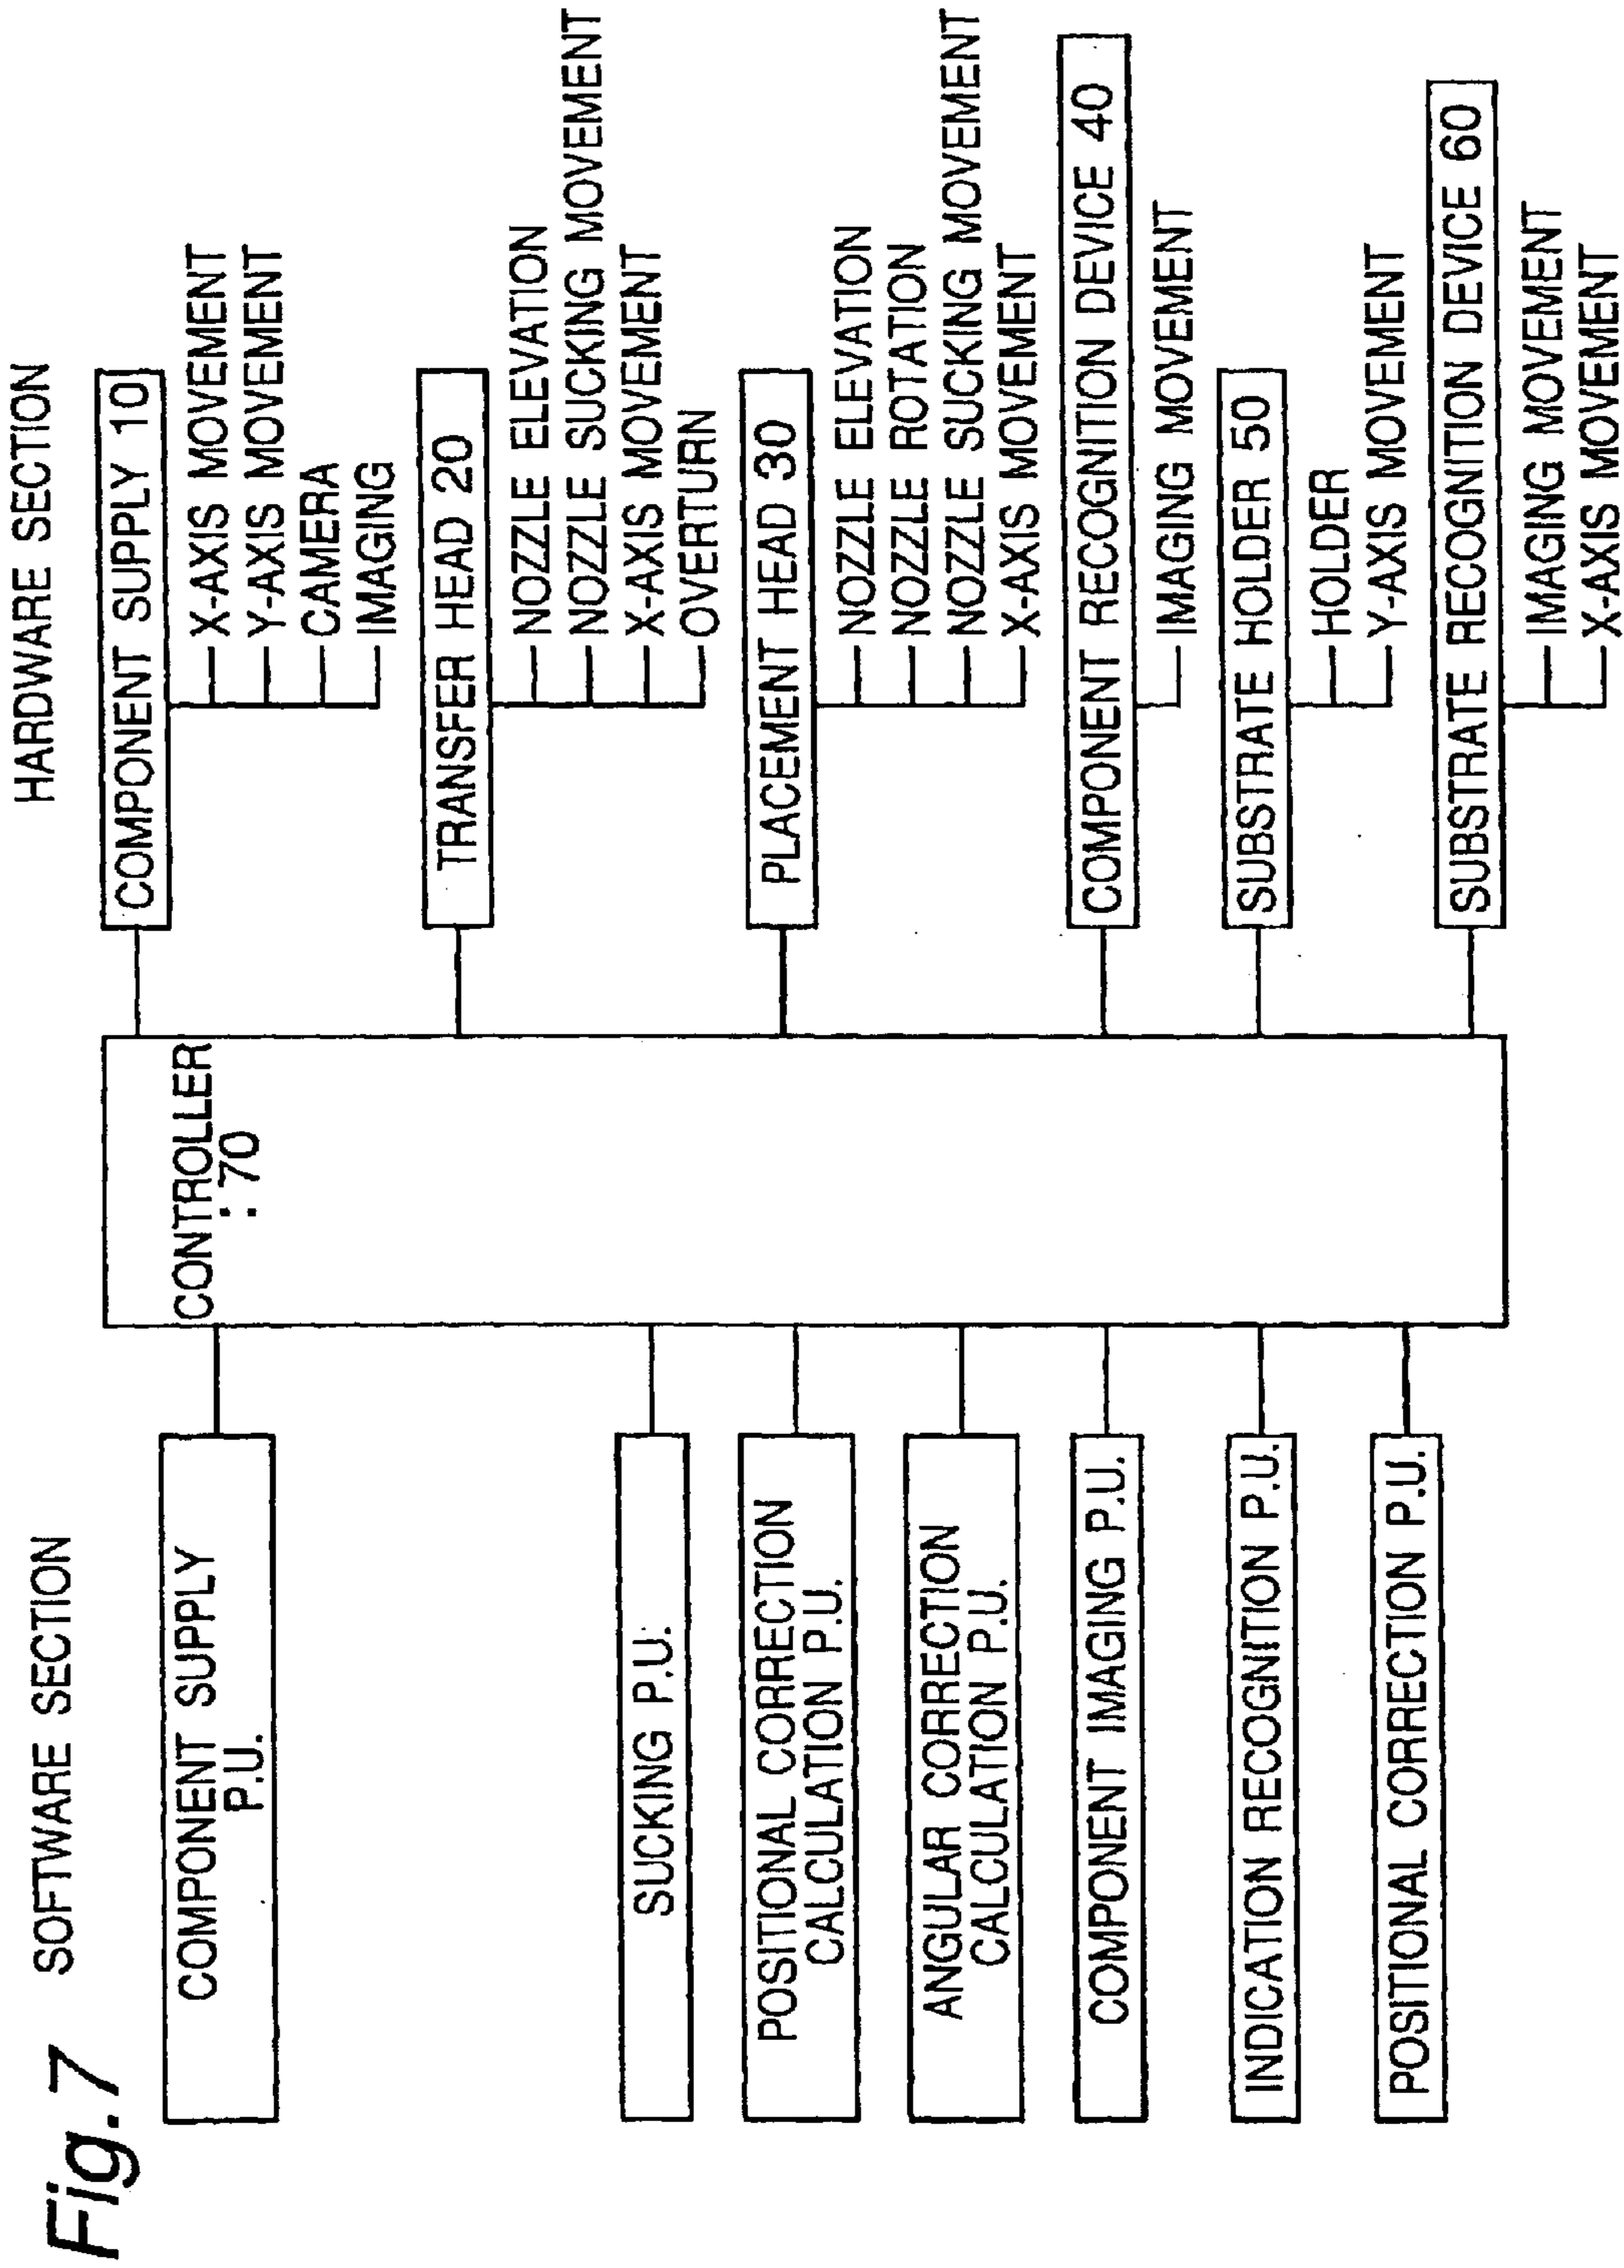 Fig.7
SOFTWARE SECTION
COMPONENT SUPPLY
P.U.
SUCKING P.U.
POSITIONAL CORRECTION
CALCULATION P.U.
ANGULAR CORRECTION
CALCULATION P.U.
COMPONENT IMAGING P.U.
INDICATION RECOGNITION P.U.
POSITIONAL CORRECTION P.U.
CONTROLLER
: 70
HARDWARE SECTION
COMPONENT SUPPLY 10
X-AXIS MOVEMENT
Y-AXIS MOVEMENT
CAMERA
IMAGING
TRANSFER HEAD 20
NOZZLE ELEVATION
NOZZLE SUCKING MOVEMENT
X-AXIS MOVEMENT
OVERTURN
PLACEMENT HEAD 30
NOZZLE ELEVATION
NOZZLE ROTATION
NOZZLE SUCKING MOVEMENT
X-AXIS MOVEMENT
COMPONENT RECOGNITION DEVICE 40
IMAGING MOVEMENT
SUBSTRATE HOLDER 50
HOLDER
Y-AXIS MOVEMENT
SUBSTRATE RECOGNITION DEVICE 60
IMAGING MOVEMENT
X-AXIS MOVEMENT